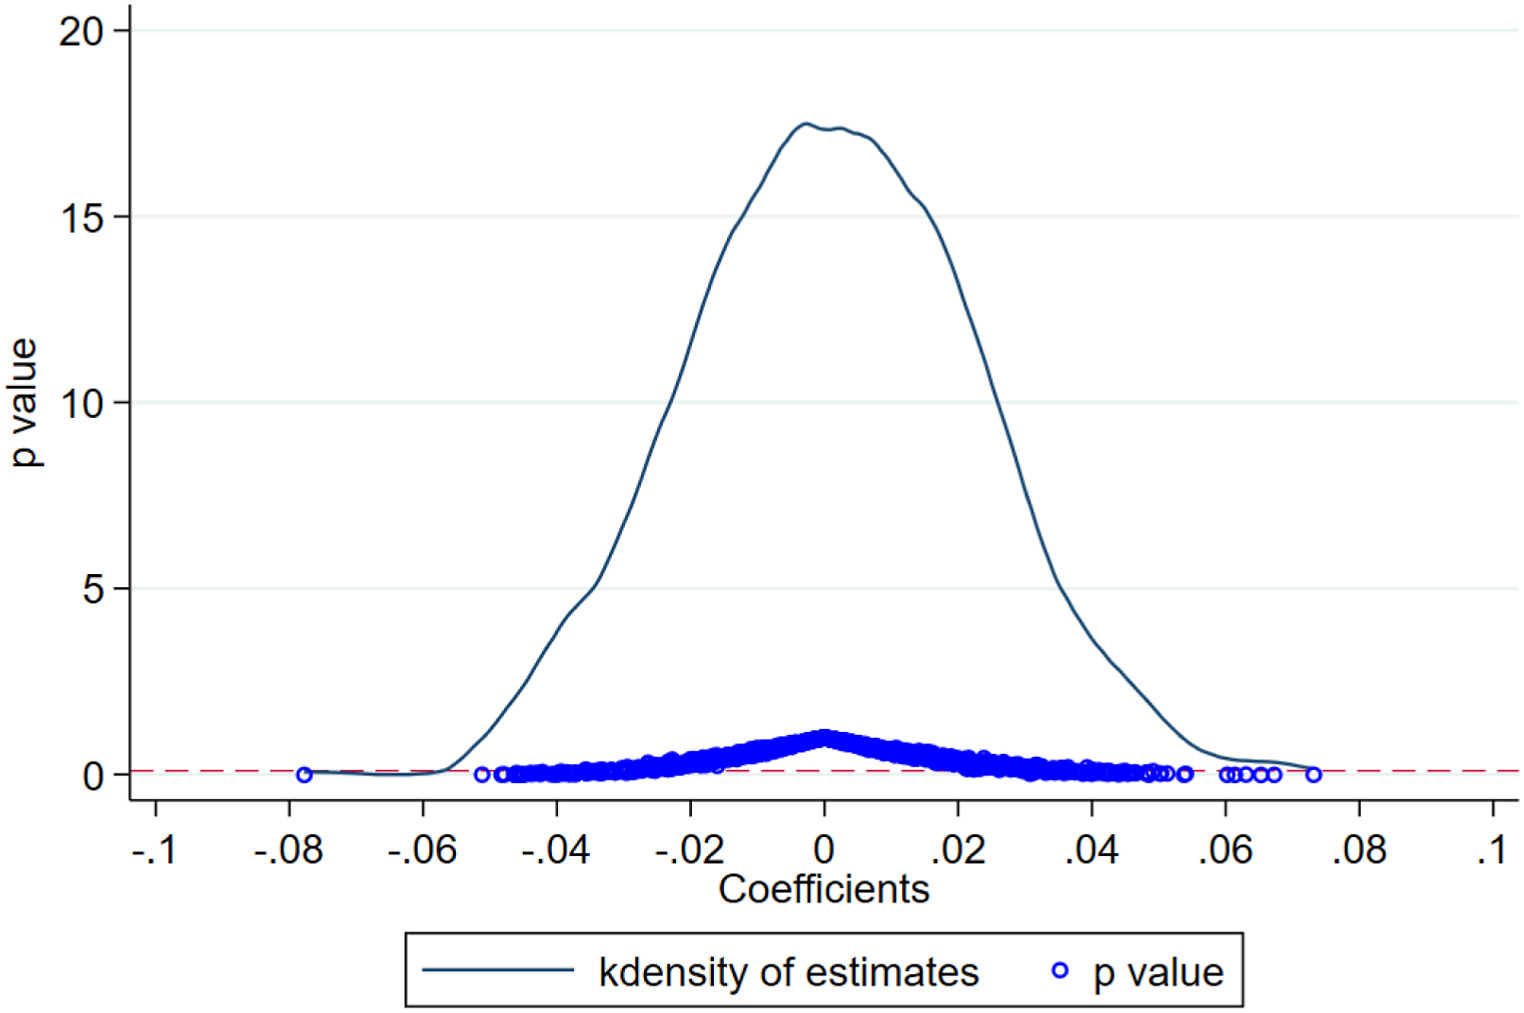 20
15
10
5
0
p value
-.1 -.08 -.06 -.04 -.02 0 .02 .04 .06 .08 .1
Coefficients
kdensity of estimates p value